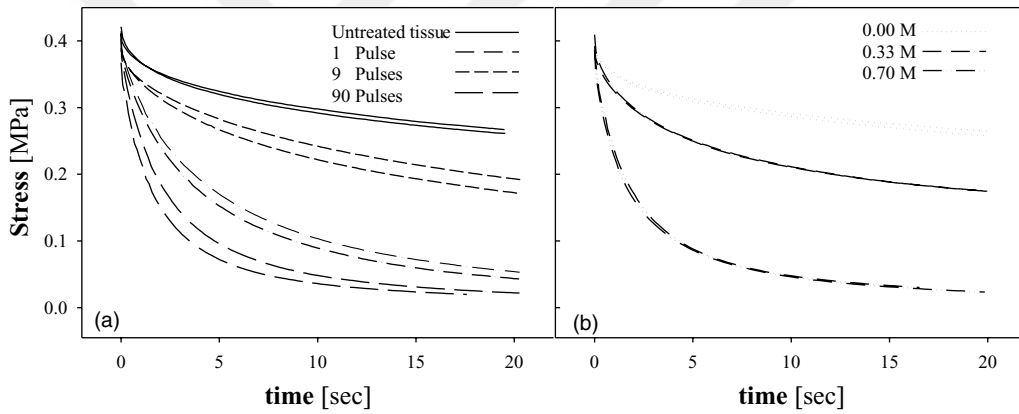 Untreated tissue
1 Pulse
9 Pulses
90 Pulses
0.00 M
0.33 M
0.70 M
Stress [MPa]
0.4
0.3
0.2
0.1
0.0
(a)
(b)
0 5 10 15 20
0 5 10 15 20
time [sec]
time [sec]